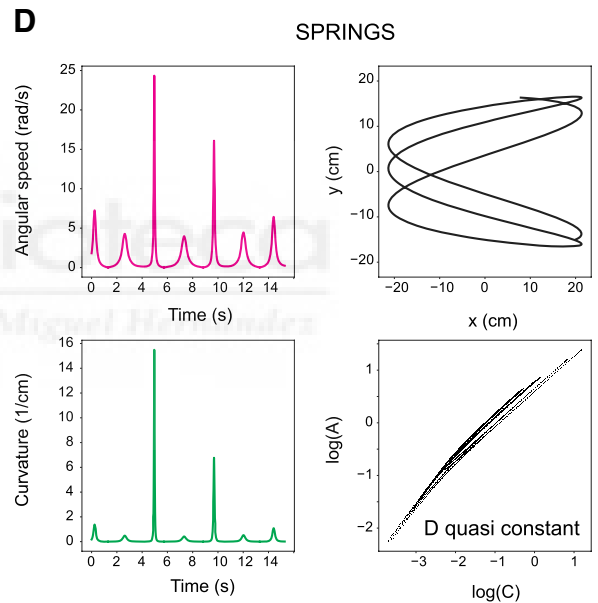 D
SPRINGS
Angular speed (rad/s)
25
20
15
10
5
0
0 2 4 6 8 10 12 14
Time (s)
y (cm)
20
10
0
−10
−20
−20 −10 0 10 20
x (cm)
Miguel Hernández
Curvature (1/cm)
16
14
12
10
8
6
4
2
0
0 2 4 6 8 10 12 14
Time (s)
log(A)
1
0
−1
−2
D quasi constant
−3 −2 −1 0 1
log(C)